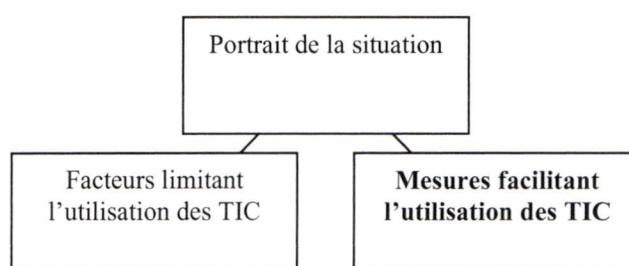 Portrait de la situation
Facteurs limitant
l'utilisation des TIC
Mesures facilitant
l'utilisation des TIC